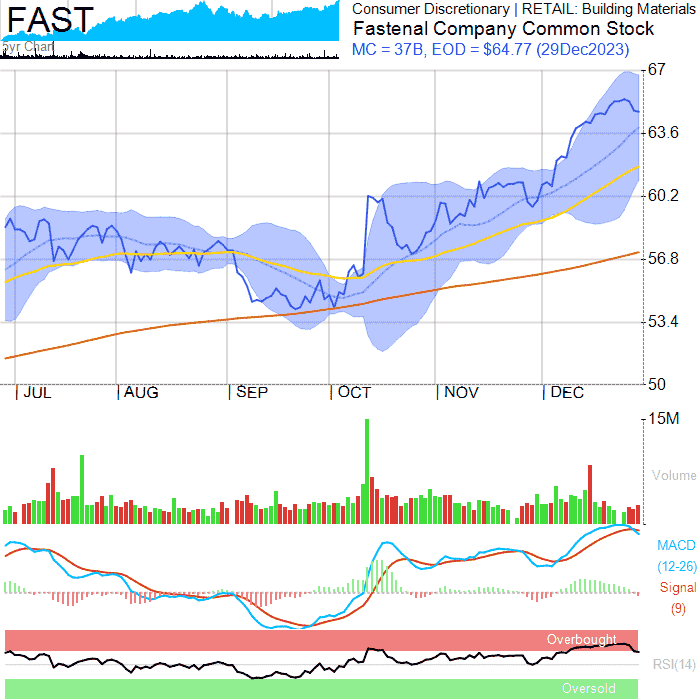 FAST
5yr Chart
Consumer Discretionary | RETAIL: Building Materials
Fastenal Company Common Stock
MC = 37B, EOD = $64.77 (29Dec2023)
67
63.6
60.2
56.8
53.4
50
JUL
AUG
SEP
OCT
NOV
DEC
15M
Volume
MACD
(12-26)
Signal
(9)
Overbought
RSI(14)
Oversold